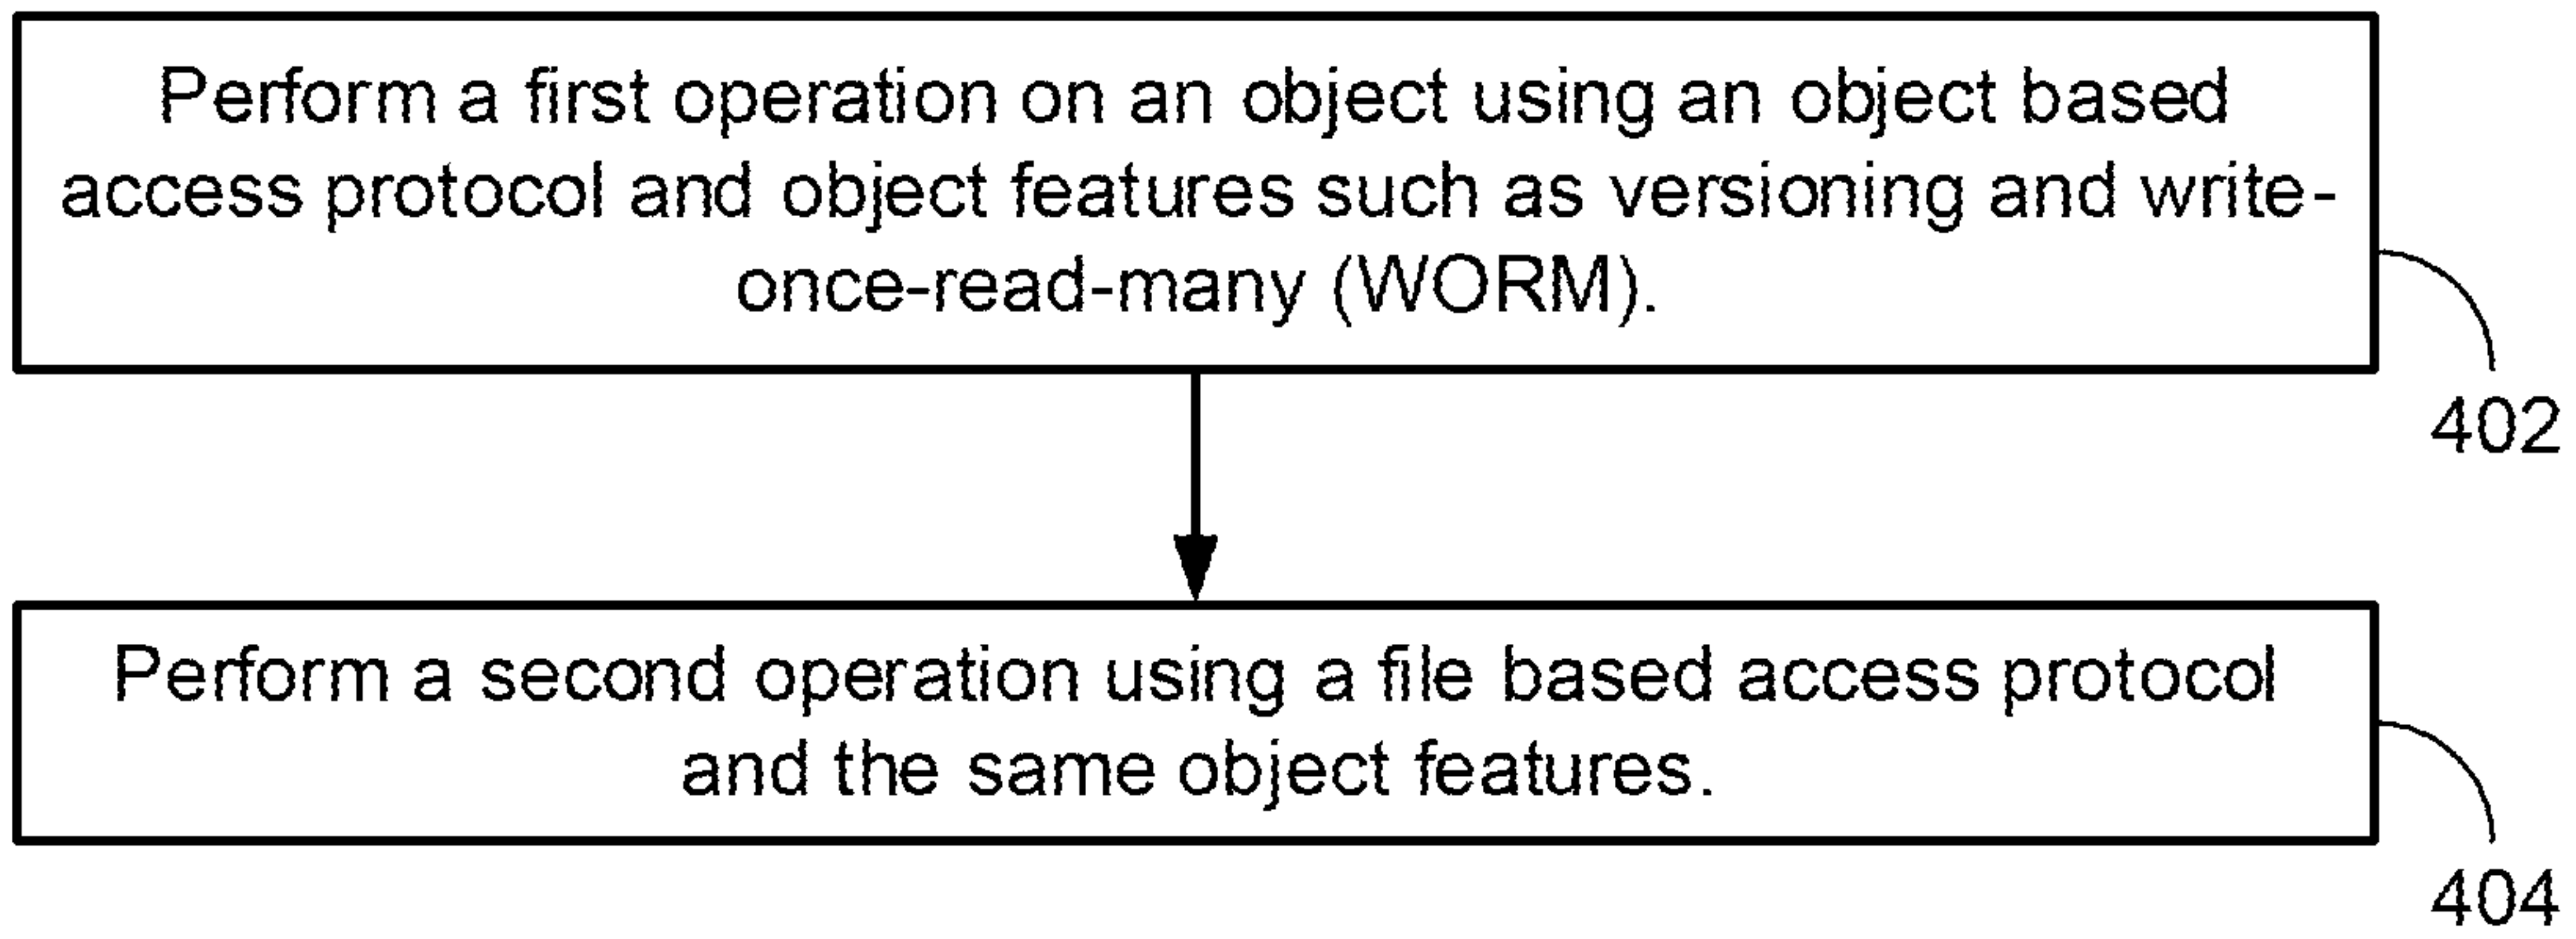 Perform a first operation on an object using an object based
access protocol and object features such as versioning and write-
once-read-many (WORM).
402
Perform a second operation using a file based access protocol
and the same object features.
404